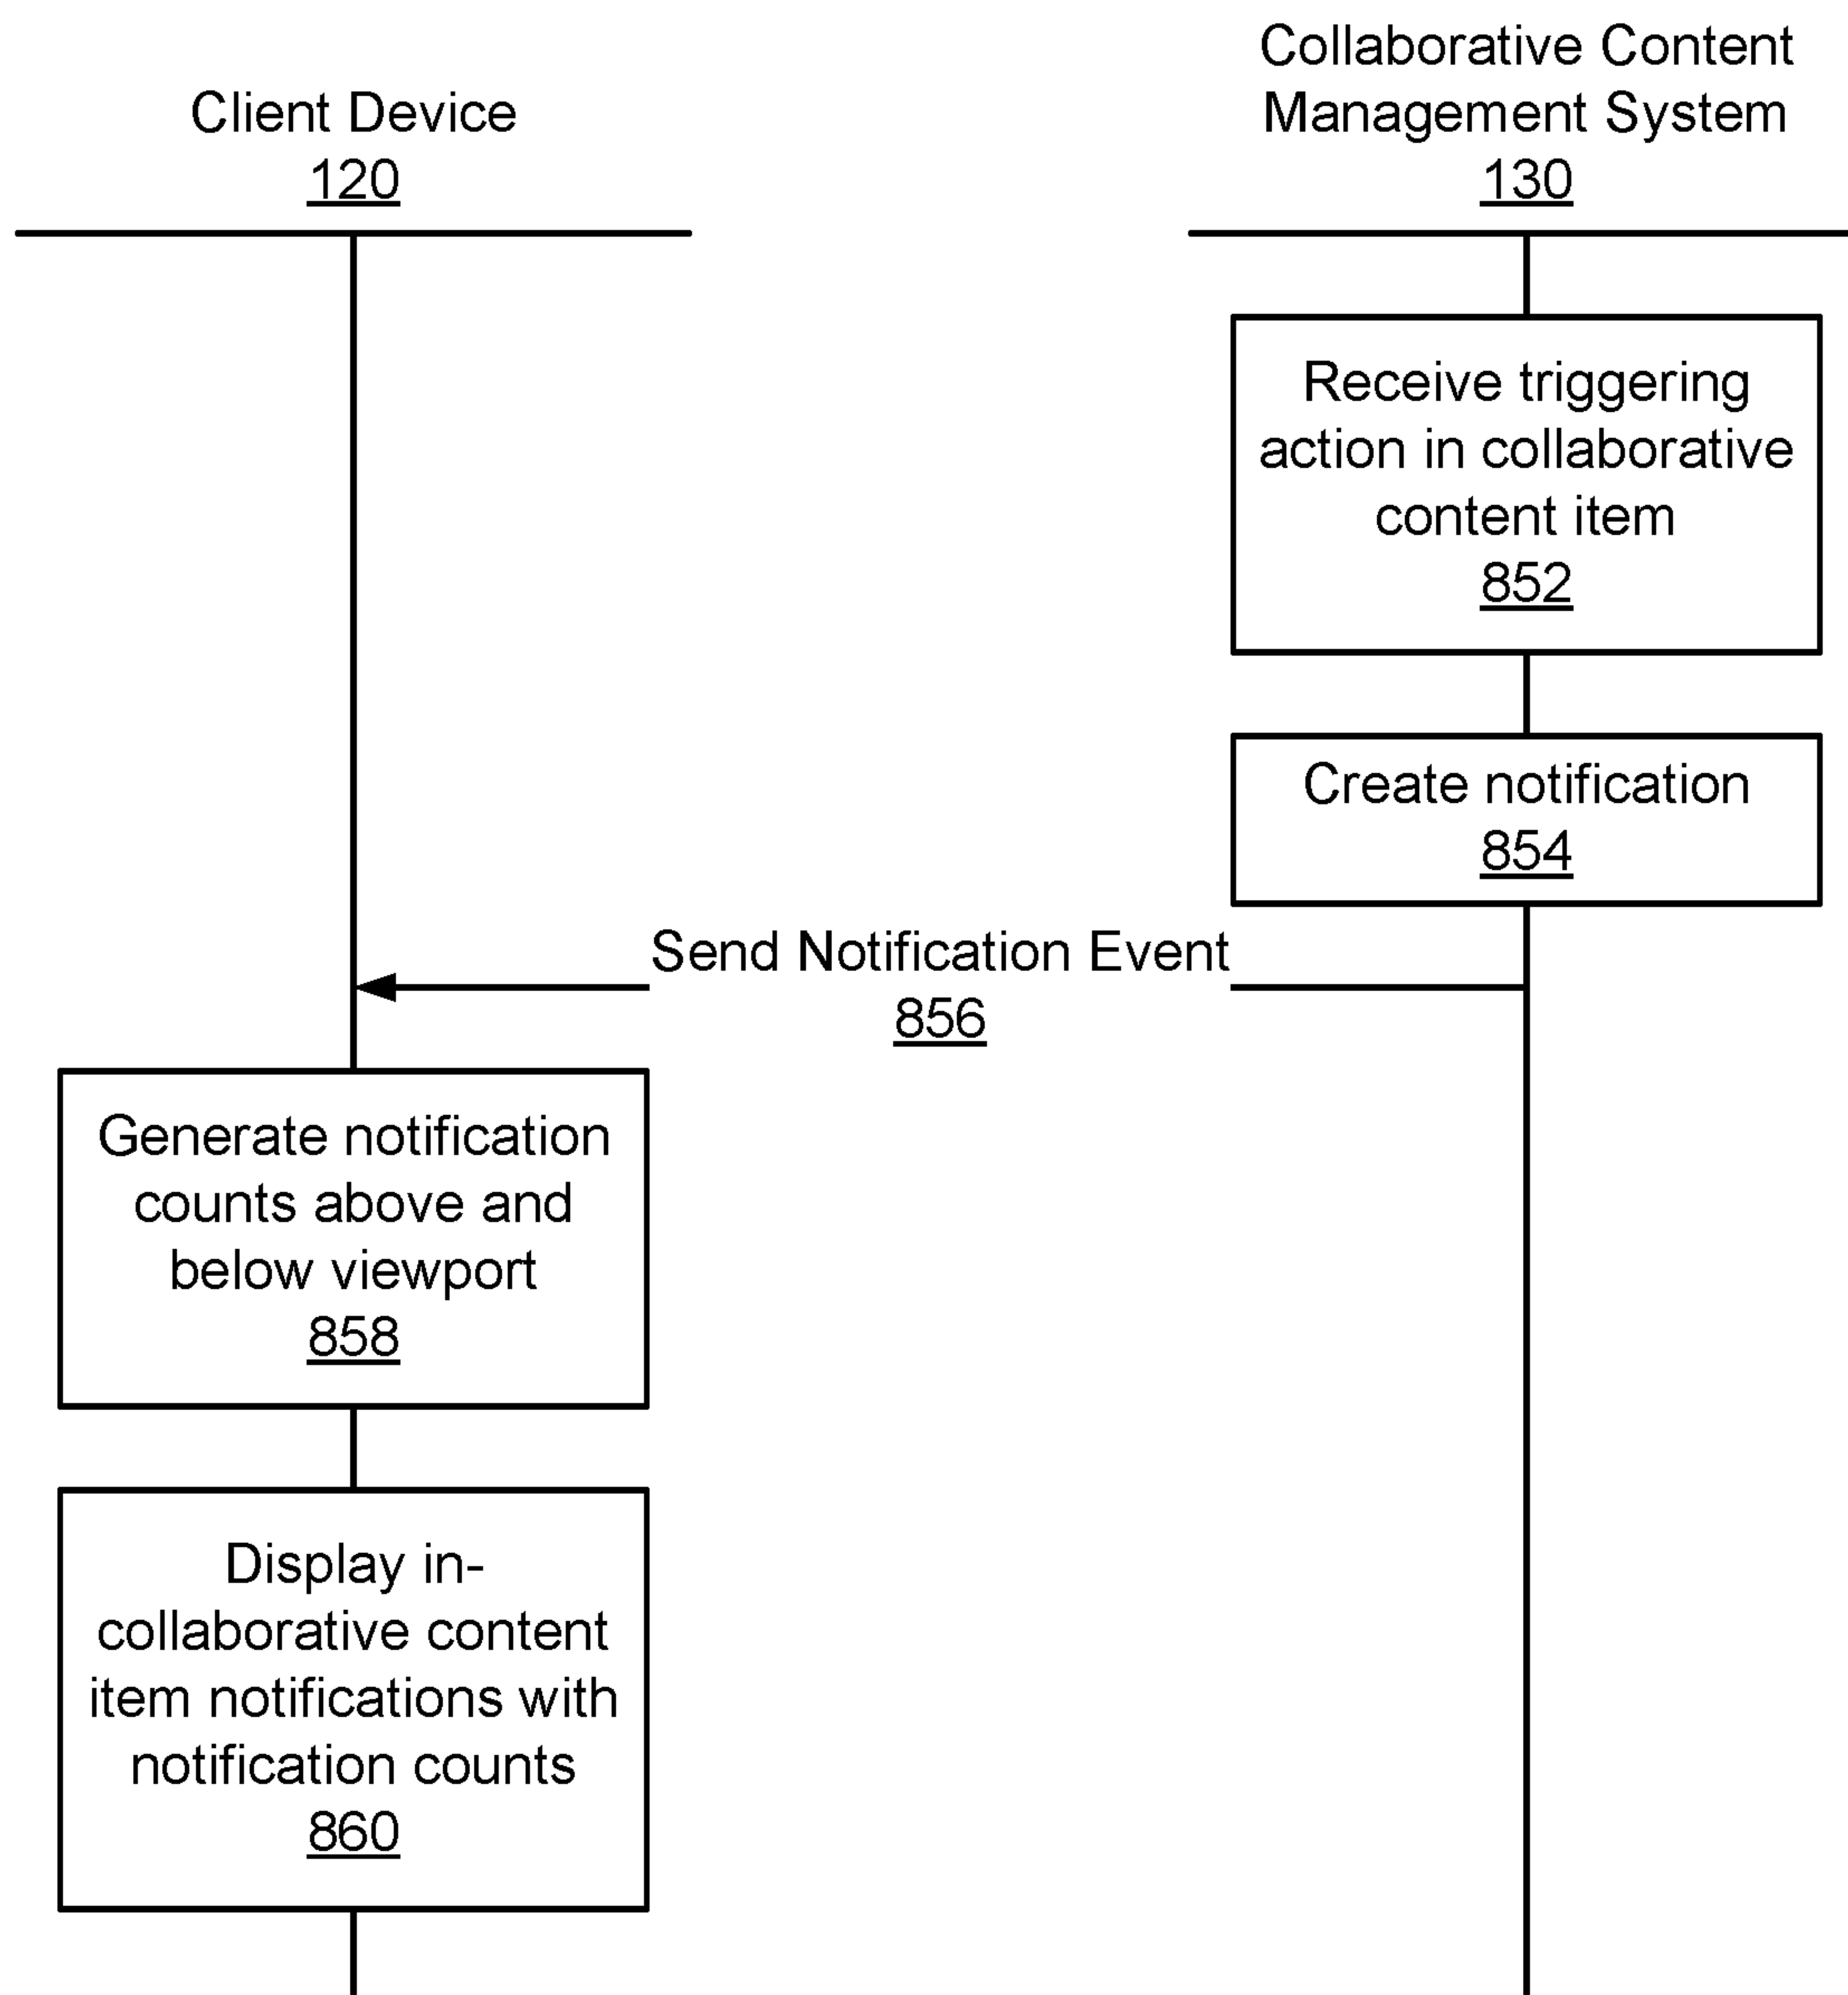 Client Device
120
Collaborative Content
Management System
130
Receive triggering
action in collaborative
content item
852
Create notification
854
Send Notification Event
856
Generate notification
counts above and
below viewport
858
Display in-
collaborative content
item notifications with
notification counts
860